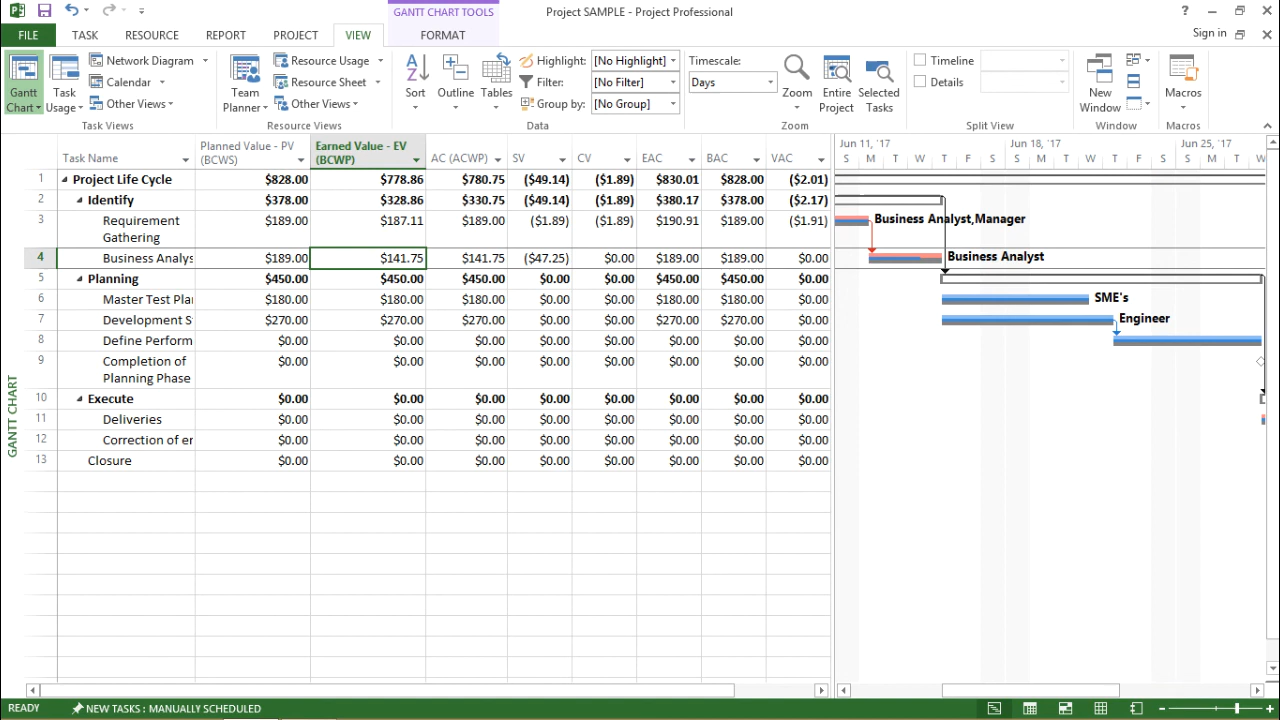 GANTT CHART TOOLS
Project SAMPLE - Project Professional
?
FILE TASK RESOURCE REPORT PROJECT VIEW FORMAT
Sign in
Gantt Chart
Task Usage
Network Diagram
Calendar
Other Views
Task Views
Team Planner
Resource Usage
Resource Sheet
Other Views
Resource Views
Sort
Outline
Tables
Highlight: [No Highlight]
Filter: [No Filter]
Group by: [No Group]
Data
Timescale:
Days
Zoom
Entire Project
Selected Tasks
Zoom
Timeline
Details
Split View
New Window
Window
Macros
Macros
Task Name
Planned Value - PV (BCWS)
Earned Value - EV (BCWP)
AC (ACWP)
SV
CV
EAC
BAC
VAC
Jun 11, '17 Jun 18, '17 Jun 25, '17
S M T W T F S S M T W T F S S M T W
1 Project Life Cycle $828.00 $778.86 $780.75 ($49.14) ($1.89) $830.01 $828.00 ($2.01)
2 Identify $378.00 $328.86 $330.75 ($49.14) ($1.89) $380.17 $378.00 ($2.17)
3 Requirement Gathering $189.00 $187.11 $189.00 ($1.89) ($1.89) $190.91 $189.00 ($1.91)
Business Analyst,Manager
4 Business Analys $189.00 $141.75 $141.75 ($47.25) $0.00 $189.00 $189.00 $0.00
Business Analyst
5 Planning $450.00 $450.00 $450.00 $0.00 $0.00 $450.00 $450.00 $0.00
6 Master Test Pla $180.00 $180.00 $180.00 $0.00 $0.00 $180.00 $180.00 $0.00
SME's
7 Development S $270.00 $270.00 $270.00 $0.00 $0.00 $270.00 $270.00 $0.00
Engineer
8 Define Perform $0.00 $0.00 $0.00 $0.00 $0.00 $0.00 $0.00 $0.00
9 Completion of Planning Phase $0.00 $0.00 $0.00 $0.00 $0.00 $0.00 $0.00 $0.00
10 Execute $0.00 $0.00 $0.00 $0.00 $0.00 $0.00 $0.00 $0.00
11 Deliveries $0.00 $0.00 $0.00 $0.00 $0.00 $0.00 $0.00 $0.00
12 Correction of er $0.00 $0.00 $0.00 $0.00 $0.00 $0.00 $0.00 $0.00
13 Closure $0.00 $0.00 $0.00 $0.00 $0.00 $0.00 $0.00 $0.00
GANTT CHART
READY
NEW TASKS : MANUALLY SCHEDULED